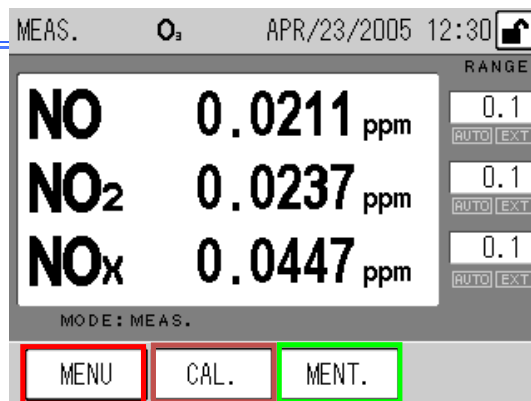 MEAS. O₃ APR/23/2005 12:30
RANGE
NO 0.0211 ppm 0.1
AUTO EXT
NO₂ 0.0237 ppm 0.1
AUTO EXT
NOx 0.0447 ppm 0.1
AUTO EXT
MODE: MEAS.
MENU CAL. MENT.